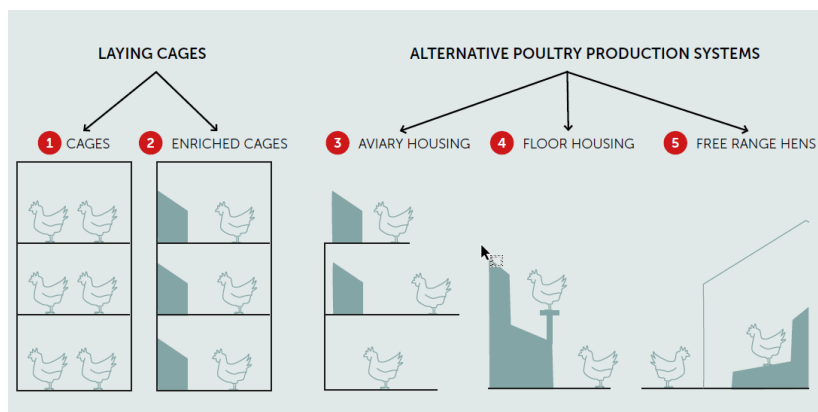 LAYING CAGES
ALTERNATIVE POULTRY PRODUCTION SYSTEMS
1 CAGES
2 ENRICHED CAGES
3 AVIARY HOUSING
4 FLOOR HOUSING
5 FREE RANGE HENS